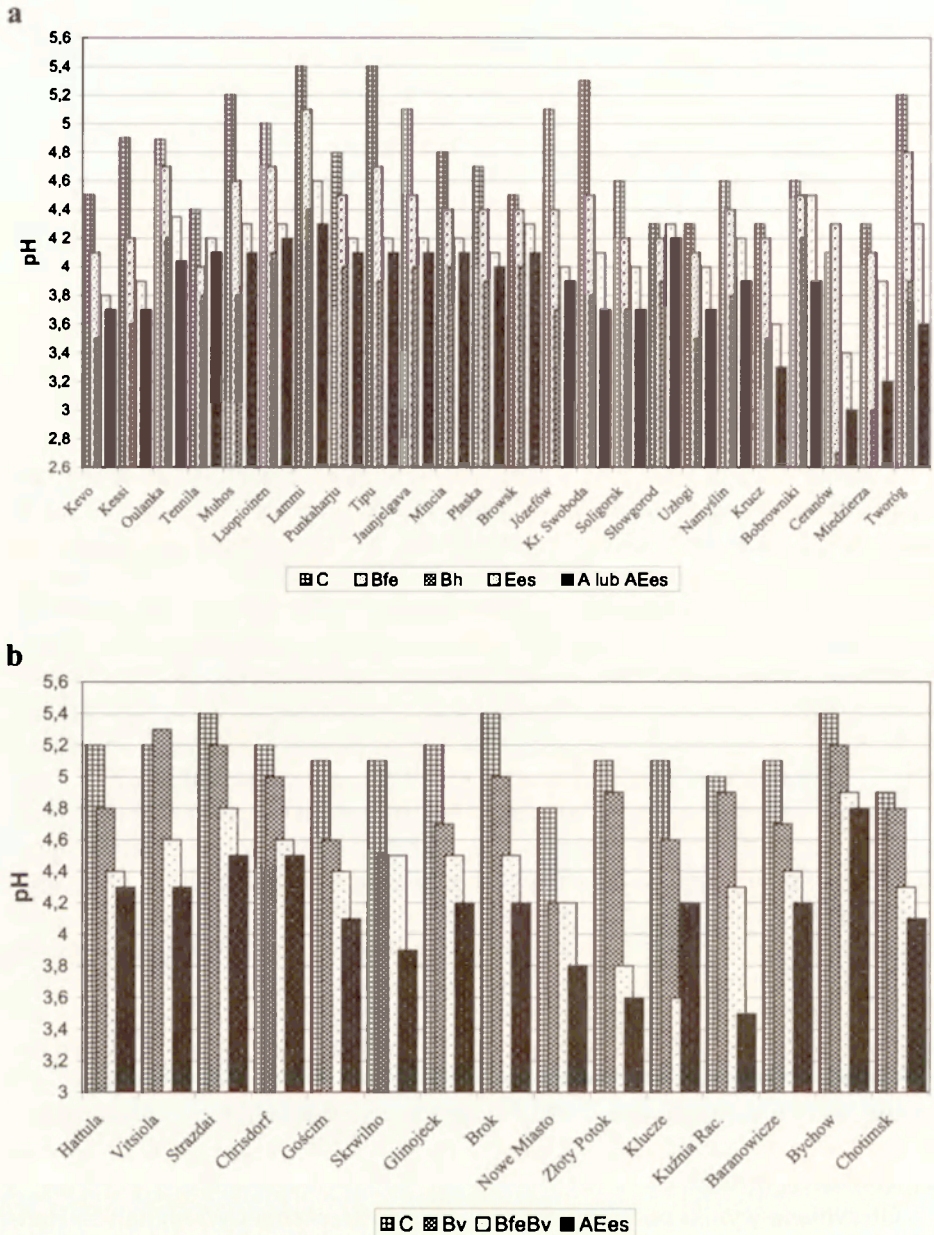 a
pH
5,6
5,4
5,2
5
4,8
4,6
4,4
4,2
4
3,8
3,6
3,4
3,2
3
2,8
2,6
Kevo
Kessi
Oulanka
Tennila
Muhos
Luopioinen
Lammi
Punkaharju
Tipu
Jaunjelgava
Mincia
Płaska
Browsk
Józefów
Kr. Swoboda
Soligorsk
Słowgorod
Uzłogi
Namyślin
Krucz
Bobrowniki
Ceranów
Miedzierza
Tworóg
C Bfe Bh Ees A lub AEes
b
pH
5,6
5,4
5,2
5
4,8
4,6
4,4
4,2
4
3,8
3,6
3,4
3,2
3
Hattula
Vitsiola
Strazdai
Chrisdorf
Gościm
Skrwilno
Glinojeck
Brok
Nowe Miasto
Złoty Potok
Klucze
Kuźnia Rac.
Baranowicze
Bychow
Chotimsk
C Bv BfeBv AEes